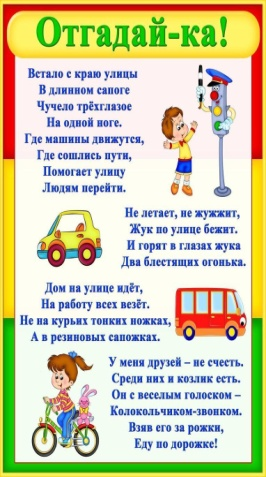 Отгадай-ка!
Встало с краю улицы
В длинном сапоге
Чучело трёхглазое
На одной ноге.
Где машины движутся,
Где сошлись пути,
Помогает улицу
Людям перейти.
Не летает, не жужжит,
Жук по улице бежит.
И горят в глазах жука
Два блестящих огонька.
Дом на улице идёт,
На работу всех везёт.
Не на курьих тонких ножках,
А в резиновых сапожках.
У меня друзей – не счесть.
Среди них и козлик есть.
Он с веселым голоском –
Колокольчиком-звонком.
Взяв его за рожки,
Еду по дорожке!